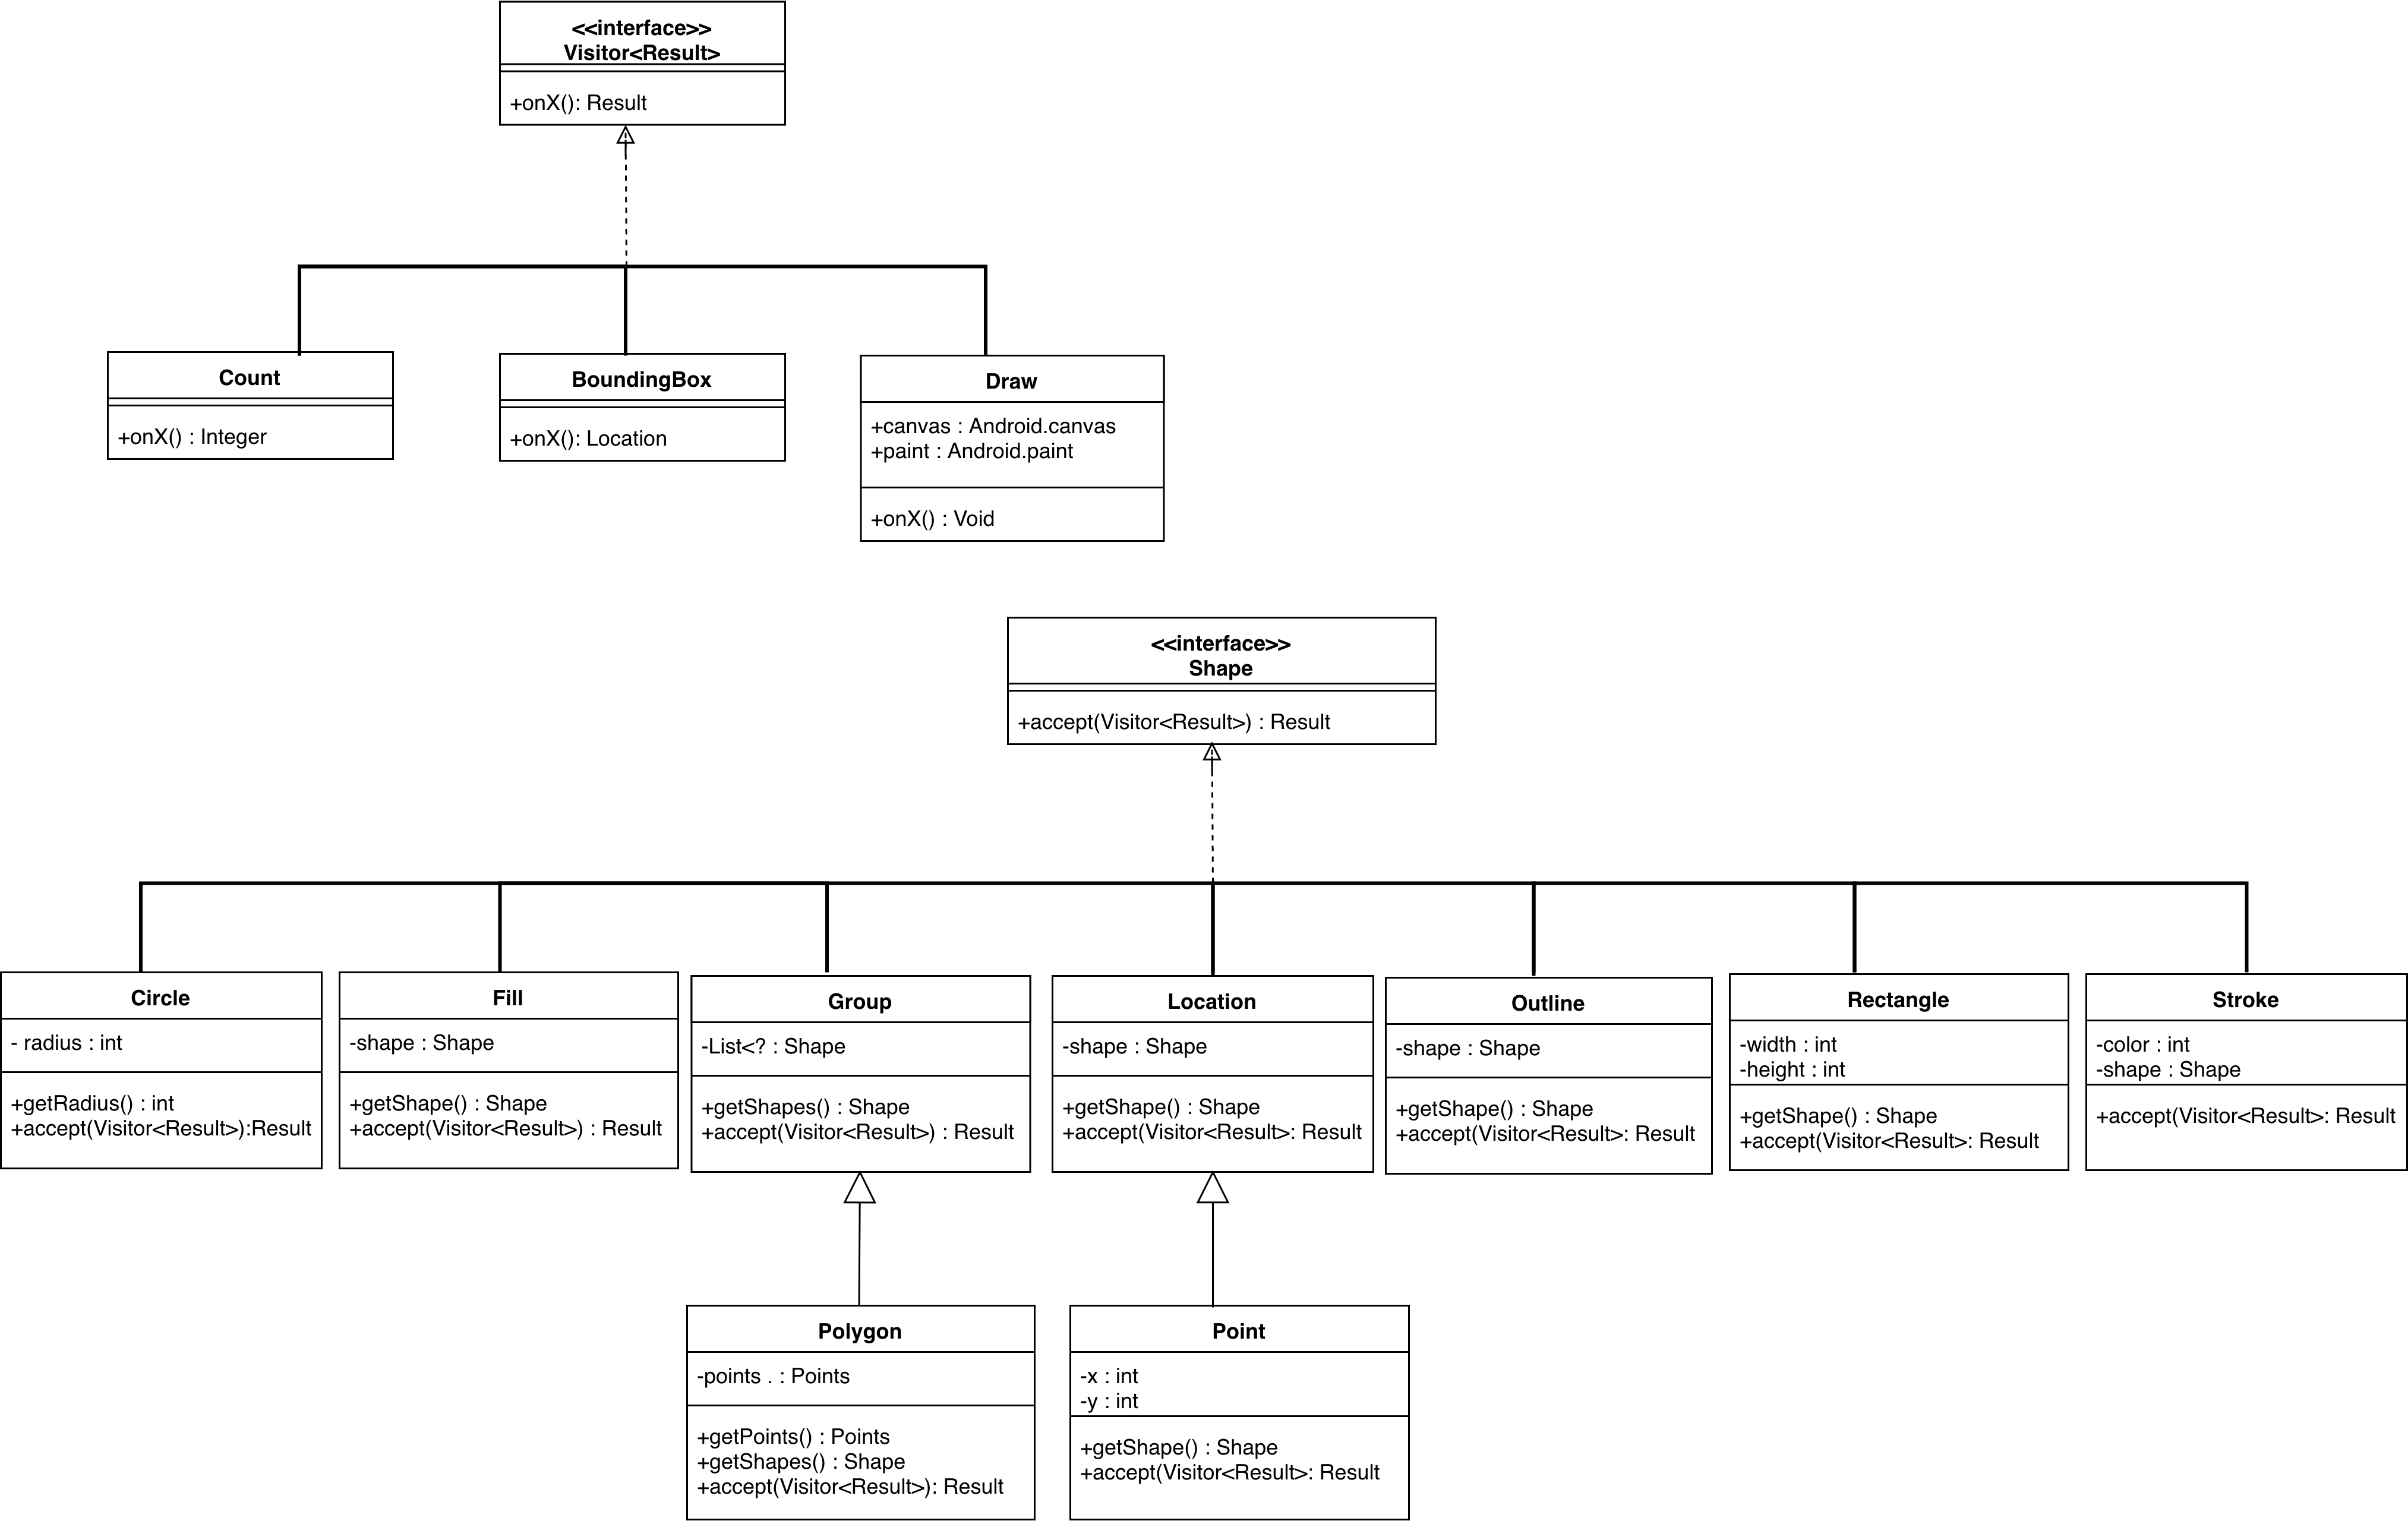 <<interface>>
Visitor<Result>
+onX(): Result
Count
+onX() : Integer
BoundingBox
+onX(): Location
Draw
+canvas : Android.canvas
+paint : Android.paint
+onX() : Void
<<interface>>
Shape
+accept(Visitor<Result>) : Result
Circle
- radius : int
+getRadius() : int
+accept(Visitor<Result>):Result
Fill
-shape : Shape
+getShape() : Shape
+accept(Visitor<Result>) : Result
Group
-List<? : Shape
+getShapes() : Shape
+accept(Visitor<Result>) : Result
Location
-shape : Shape
+getShape() : Shape
+accept(Visitor<Result>: Result
Outline
-shape : Shape
+getShape() : Shape
+accept(Visitor<Result>: Result
Rectangle
-width : int
-height : int
+getShape() : Shape
+accept(Visitor<Result>: Result
Stroke
-color : int
-shape : Shape
+accept(Visitor<Result>: Result
Polygon
-points . : Points
+getPoints() : Points
+getShapes() : Shape
+accept(Visitor<Result>): Result
Point
-x : int
-y : int
+getShape() : Shape
+accept(Visitor<Result>: Result